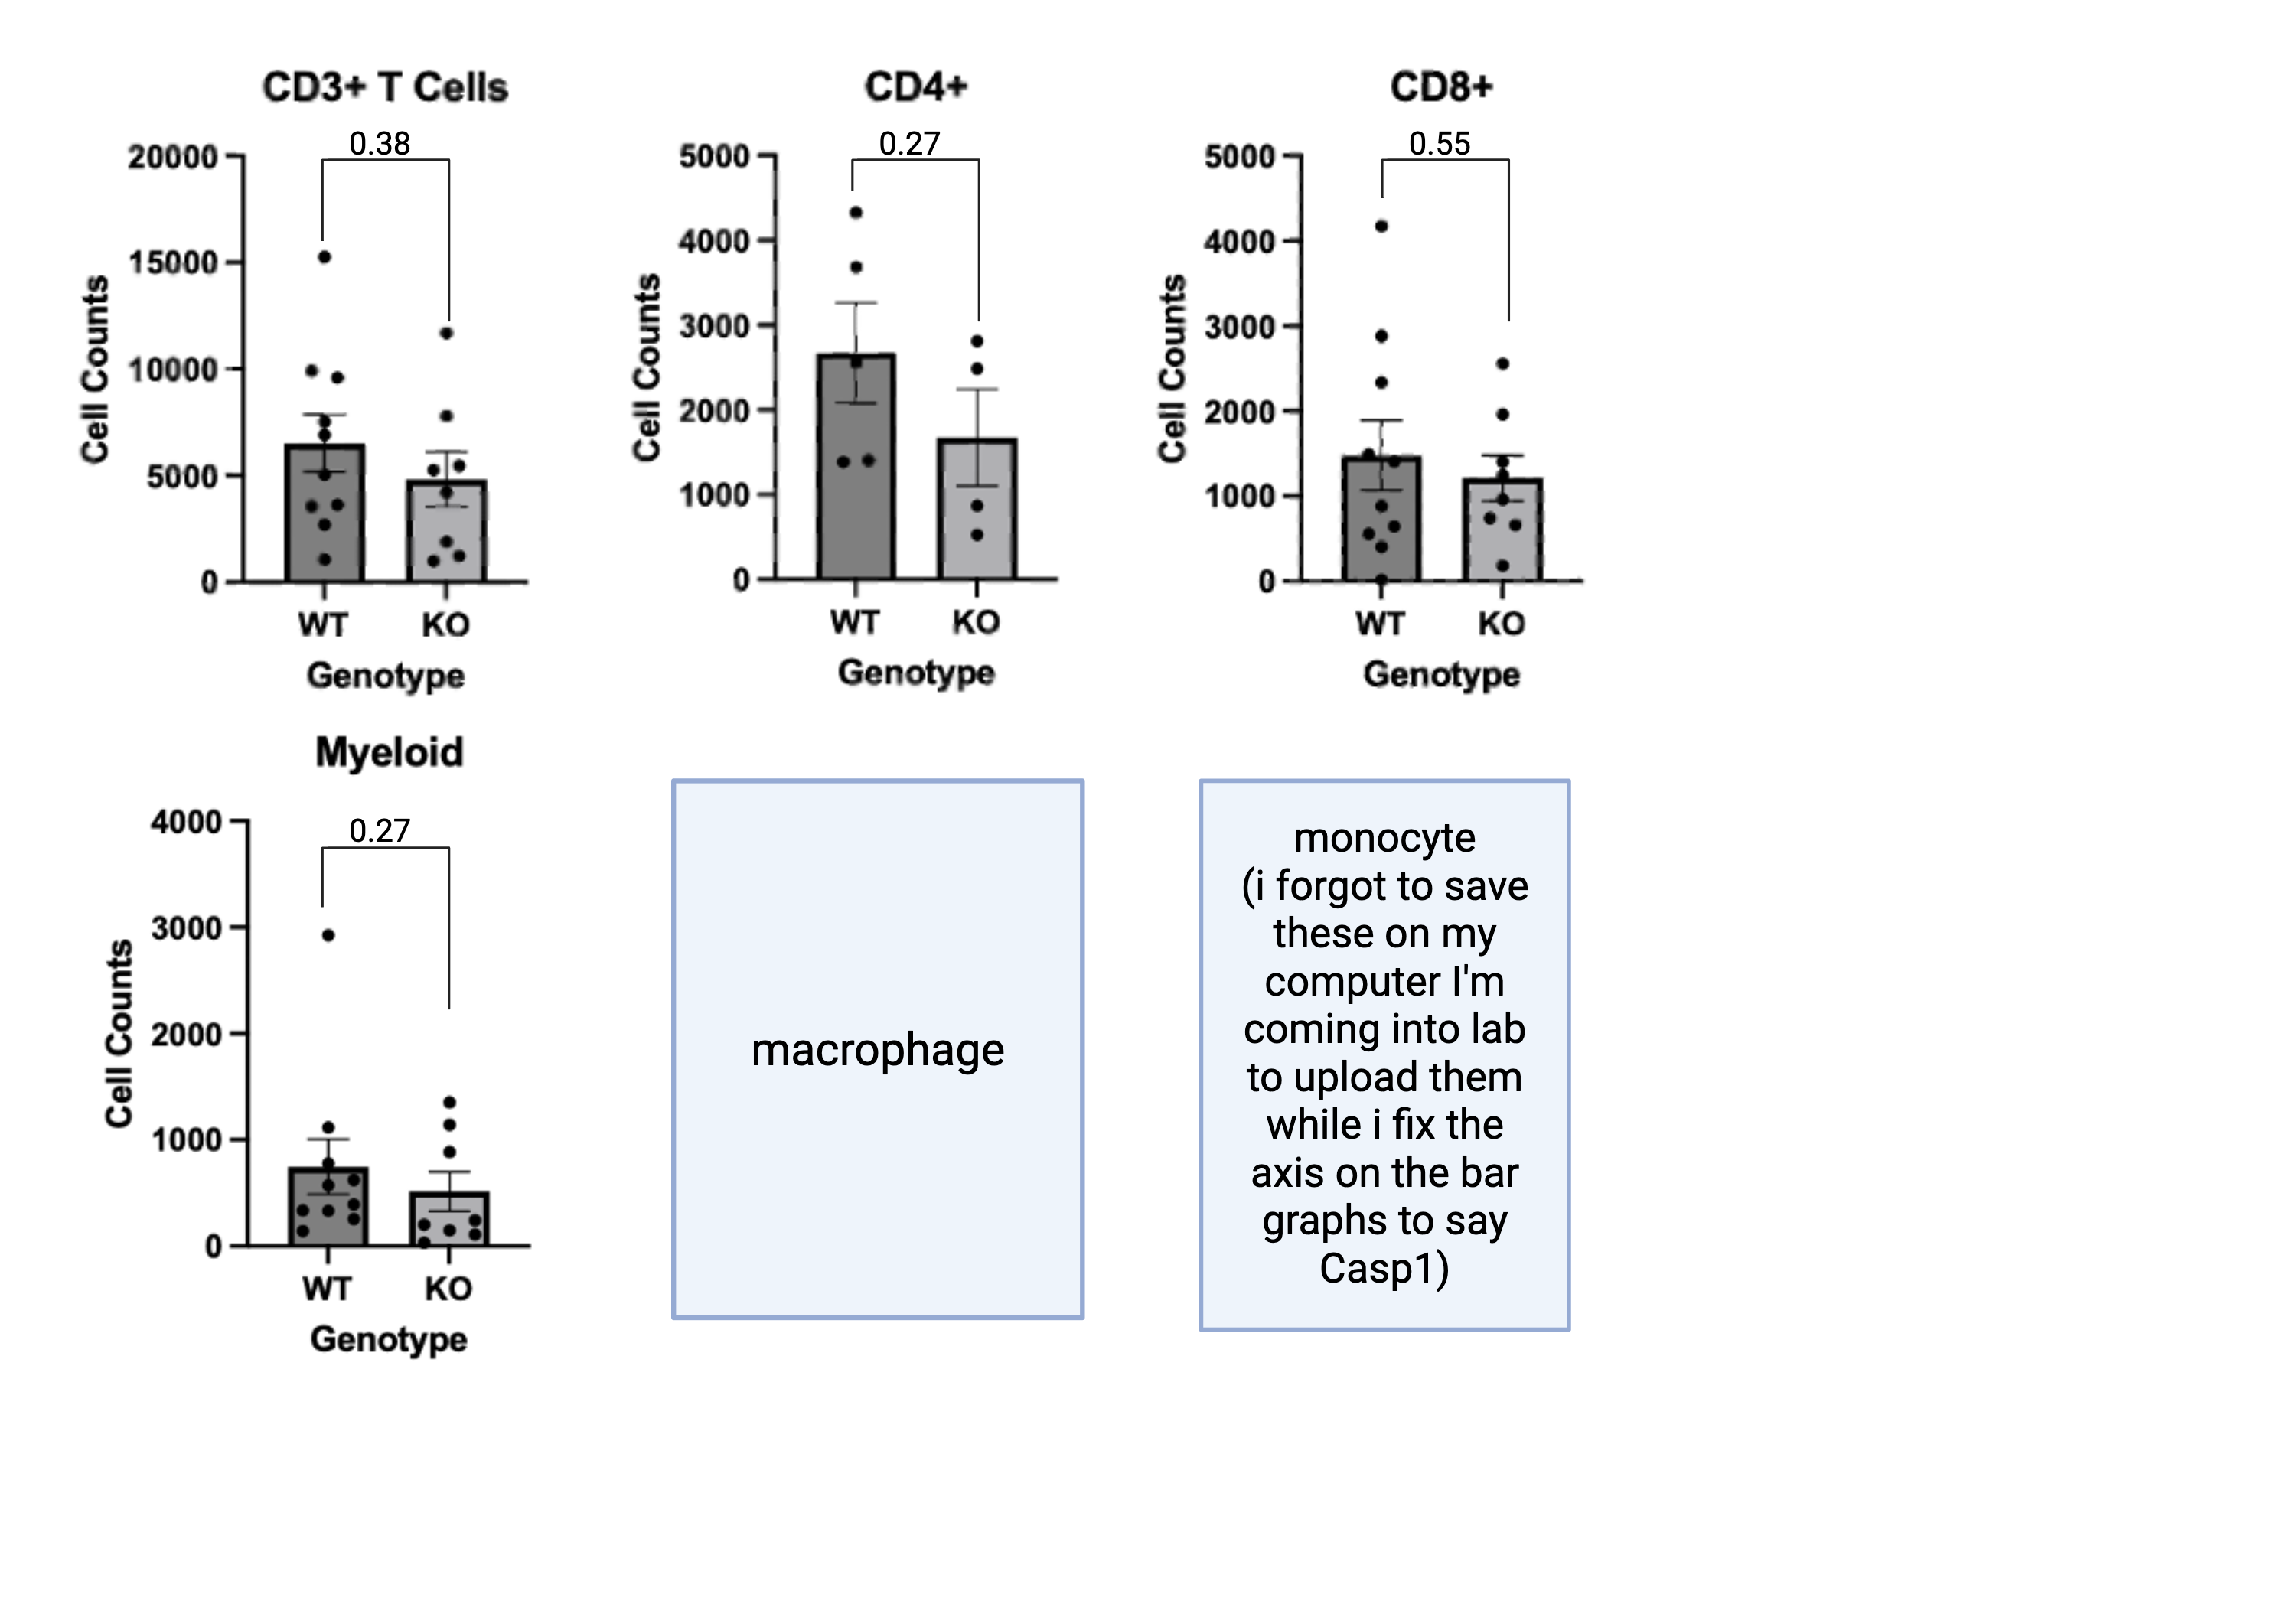 CD3+ T Cells
0.38
20000
15000
10000
5000
0
Cell Counts
WT KO
Genotype
CD4+
0.27
5000
4000
3000
2000
1000
0
Cell Counts
WT KO
Genotype
CD8+
0.55
5000
4000
3000
2000
1000
0
Cell Counts
WT KO
Genotype
Myeloid
0.27
4000
3000
2000
1000
0
Cell Counts
WT KO
Genotype
macrophage
monocyte
(i forgot to save
these on my
computer I'm
coming into lab
to upload them
while i fix the
axis on the bar
graphs to say
Casp1)